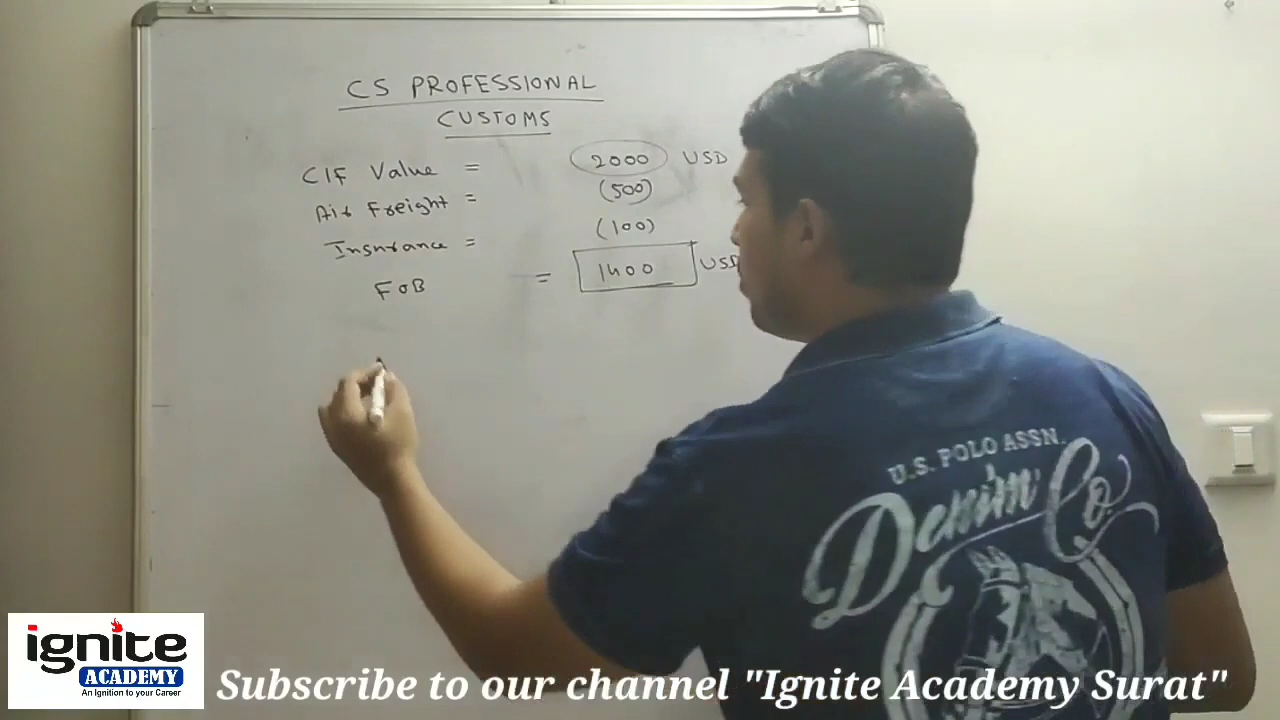 CS PROFESSIONAL
CUSTOMS
CIF Value = 2000 USD
Air Freight = (500)
Insurance = (100)
FOB = 1400 USD
U.S. POLO ASSN.
Denim Co.
ignite
ACADEMY
An Ignition to your Career
Subscribe to our channel "Ignite Academy Surat"